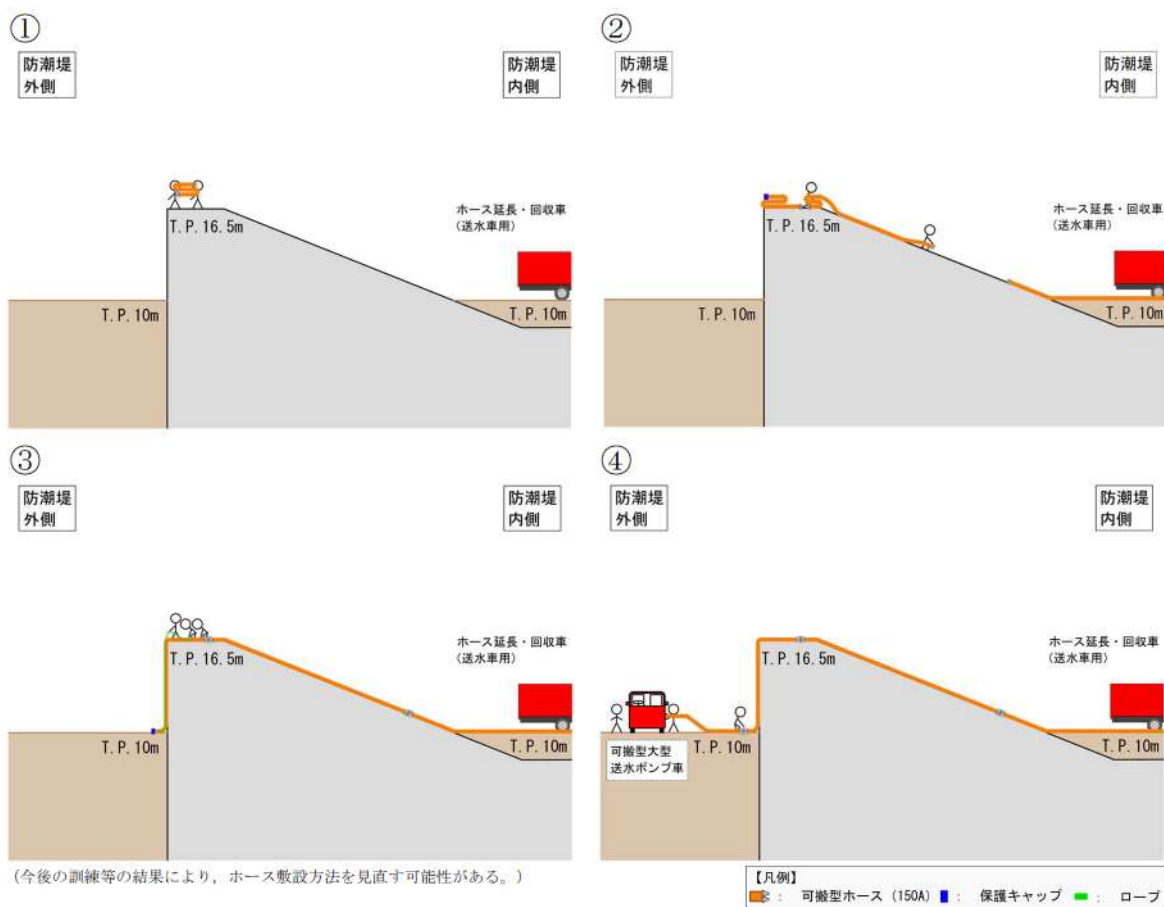 ①
防潮堤
外側
防潮堤
内側
ホース延長・回収車
(送水車用)
T.P.16.5m
T.P.10m
T.P.10m
②
防潮堤
外側
防潮堤
内側
ホース延長・回収車
(送水車用)
T.P.16.5m
T.P.10m
T.P.10m
③
防潮堤
外側
防潮堤
内側
ホース延長・回収車
(送水車用)
T.P.16.5m
T.P.10m
T.P.10m
④
防潮堤
外側
防潮堤
内側
ホース延長・回収車
(送水車用)
T.P.16.5m
可搬型大型
送水ポンプ車
T.P.10m
T.P.10m
(今後の訓練等の結果により,ホース敷設方法を見直す可能性がある。)
【凡例】
: 可搬型ホース (150A) : 保護キャップ : ロープ